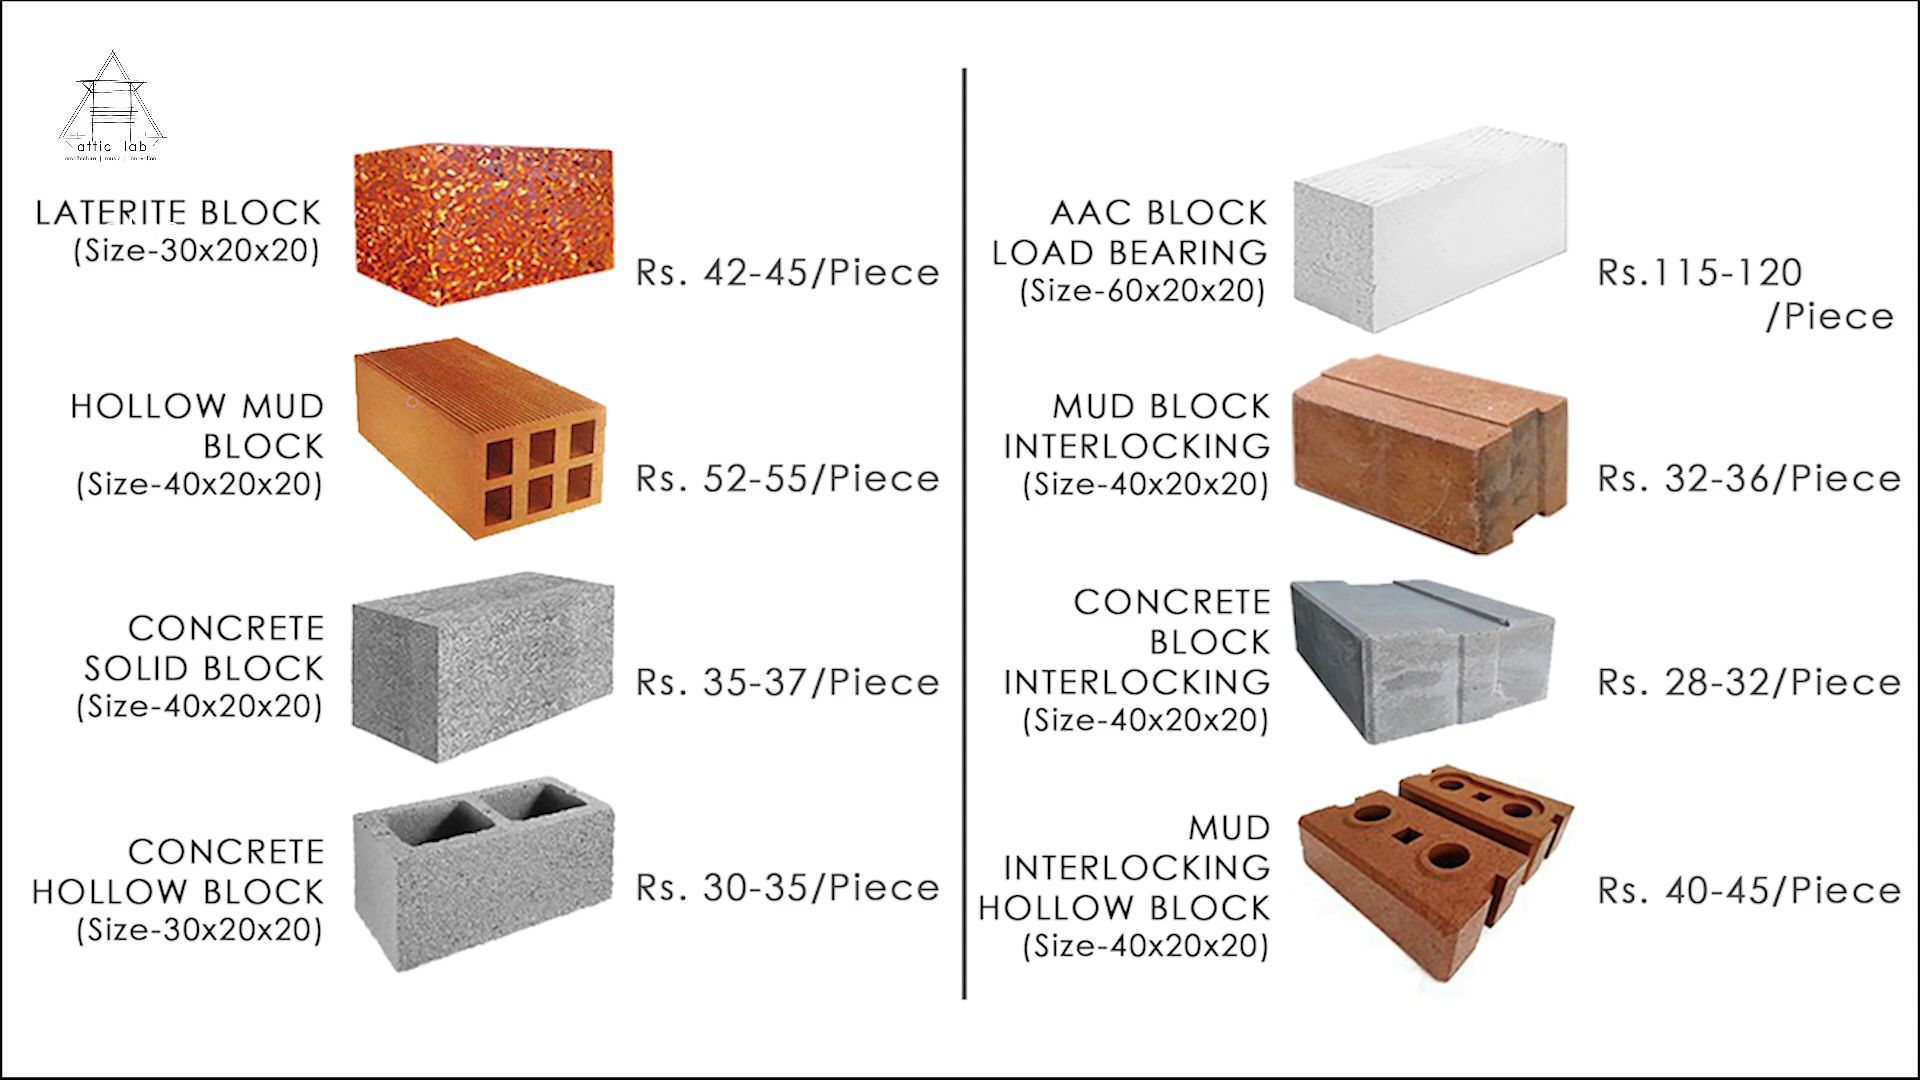 attic lab
architecture | music | innovation
LATERITE BLOCK
(Size-30x20x20)
Rs. 42-45/Piece
HOLLOW MUD
BLOCK
(Size-40x20x20)
Rs. 52-55/Piece
CONCRETE
SOLID BLOCK
(Size-40x20x20)
Rs. 35-37/Piece
CONCRETE
HOLLOW BLOCK
(Size-30x20x20)
Rs. 30-35/Piece
AAC BLOCK
LOAD BEARING
(Size-60x20x20)
Rs.115-120
/Piece
MUD BLOCK
INTERLOCKING
(Size-40x20x20)
Rs. 32-36/Piece
CONCRETE
BLOCK
INTERLOCKING
(Size-40x20x20)
Rs. 28-32/Piece
MUD
INTERLOCKING
HOLLOW BLOCK
(Size-40x20x20)
Rs. 40-45/Piece